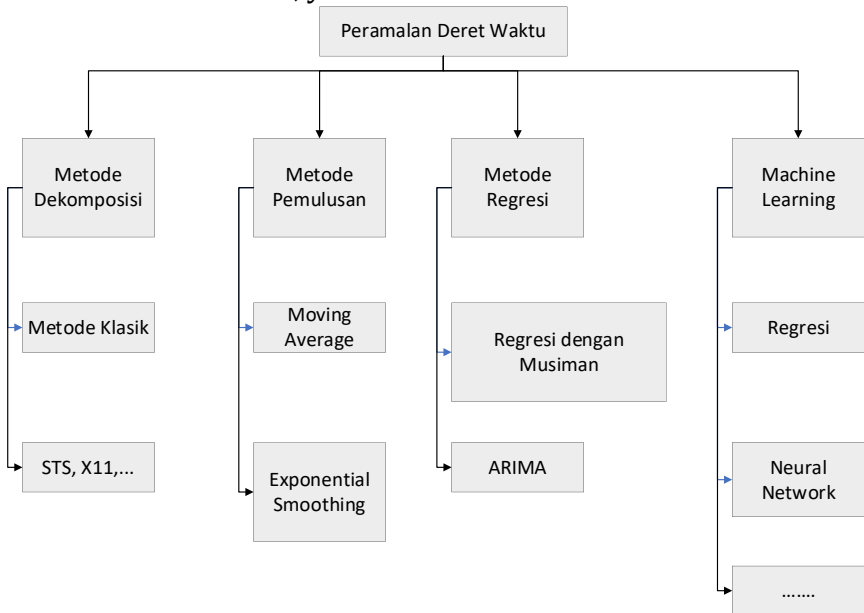 Peramalan Deret Waktu
Metode
Dekomposisi
Metode
Pemulusan
Metode
Regresi
Machine
Learning
Metode Klasik
Moving
Average
Regresi dengan
Musiman
Regresi
STS, X11,...
Exponential
Smoothing
ARIMA
Neural
Network
.......